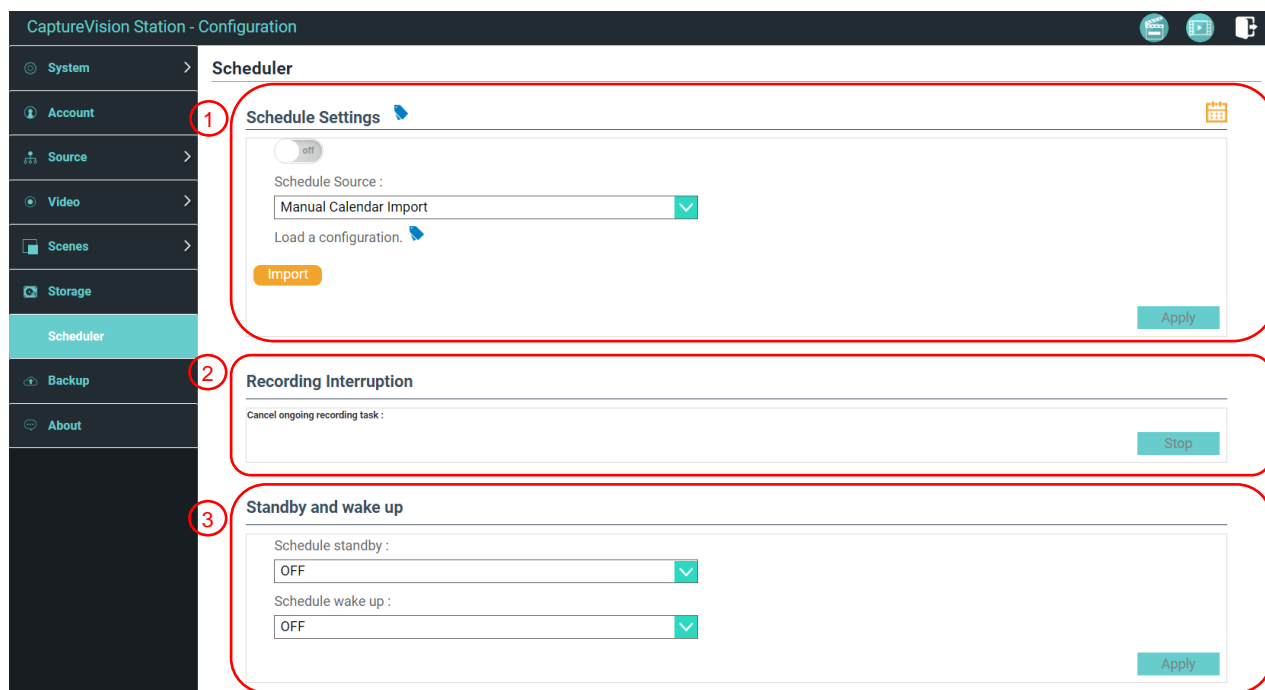 CaptureVision Station - Configuration
System
Account
Source
Video
Scenes
Storage
Scheduler
Backup
About
Scheduler
1
Schedule Settings
off
Schedule Source :
Manual Calendar Import
Load a configuration.
Import
Apply
2
Recording Interruption
Cancel ongoing recording task :
Stop
3
Standby and wake up
Schedule standby :
OFF
Schedule wake up :
OFF
Apply